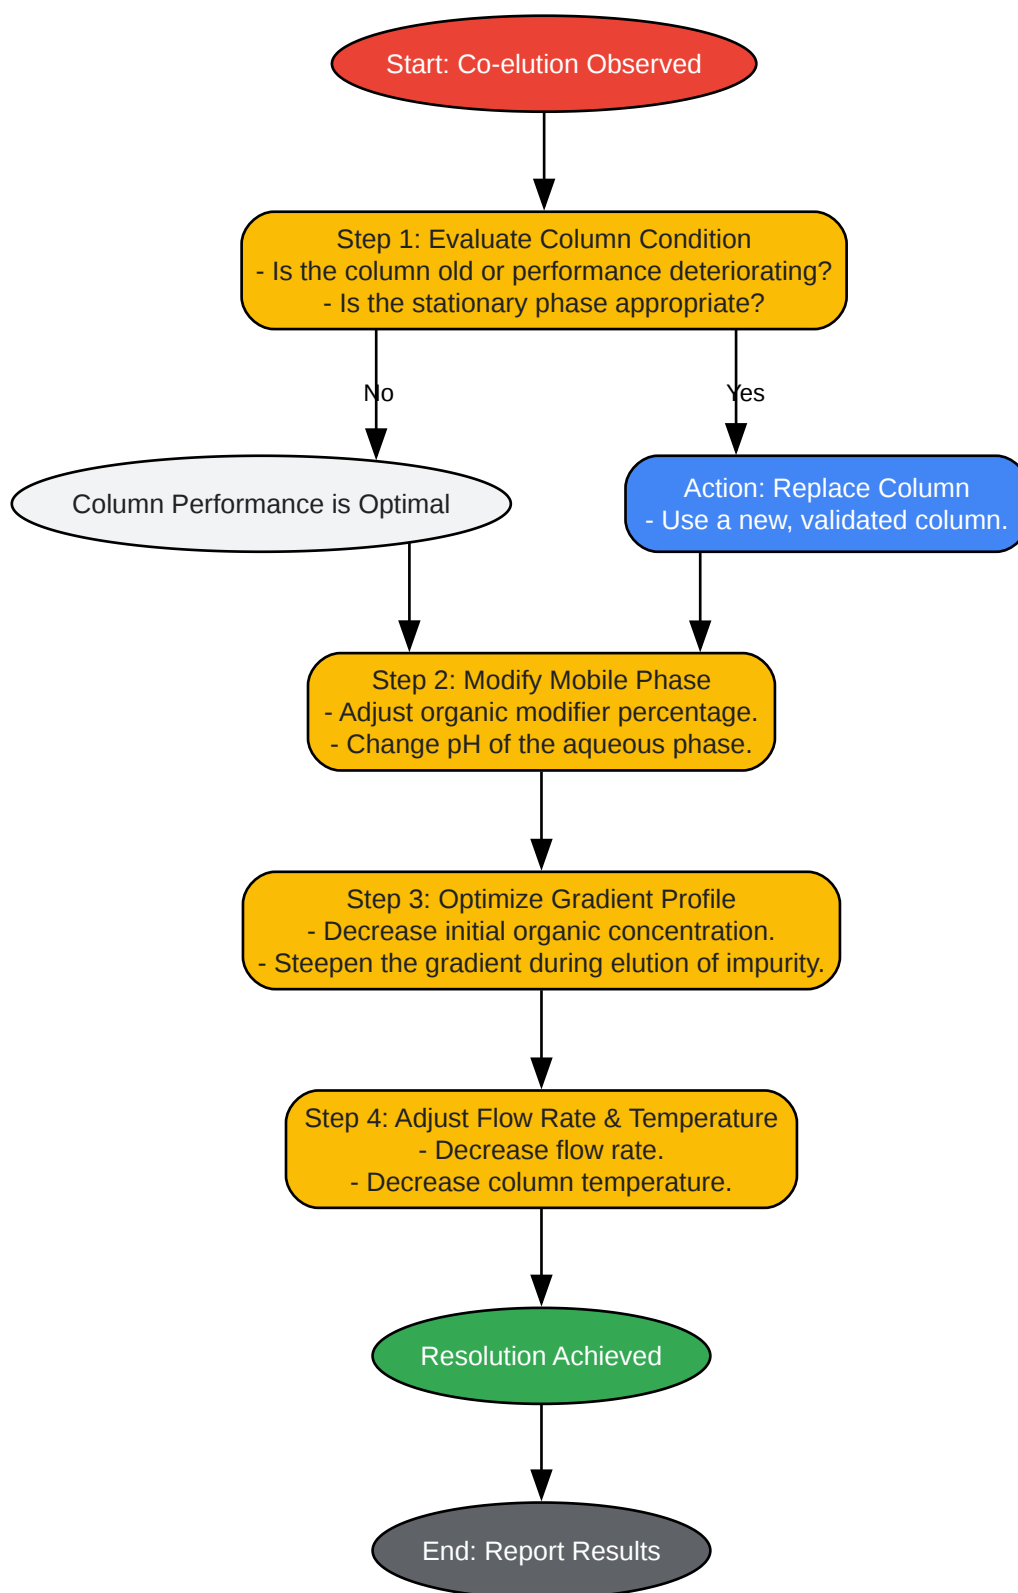 Start: Co-elution Observed
Step 1: Evaluate Column Condition
- Is the column old or performance deteriorating?
- Is the stationary phase appropriate?
No
Yes
Column Performance is Optimal
Action: Replace Column
- Use a new, validated column.
Step 2: Modify Mobile Phase
- Adjust organic modifier percentage.
- Change pH of the aqueous phase.
Step 3: Optimize Gradient Profile
- Decrease initial organic concentration.
- Steepen the gradient during elution of impurity.
Step 4: Adjust Flow Rate & Temperature
- Decrease flow rate.
- Decrease column temperature.
Resolution Achieved
End: Report Results